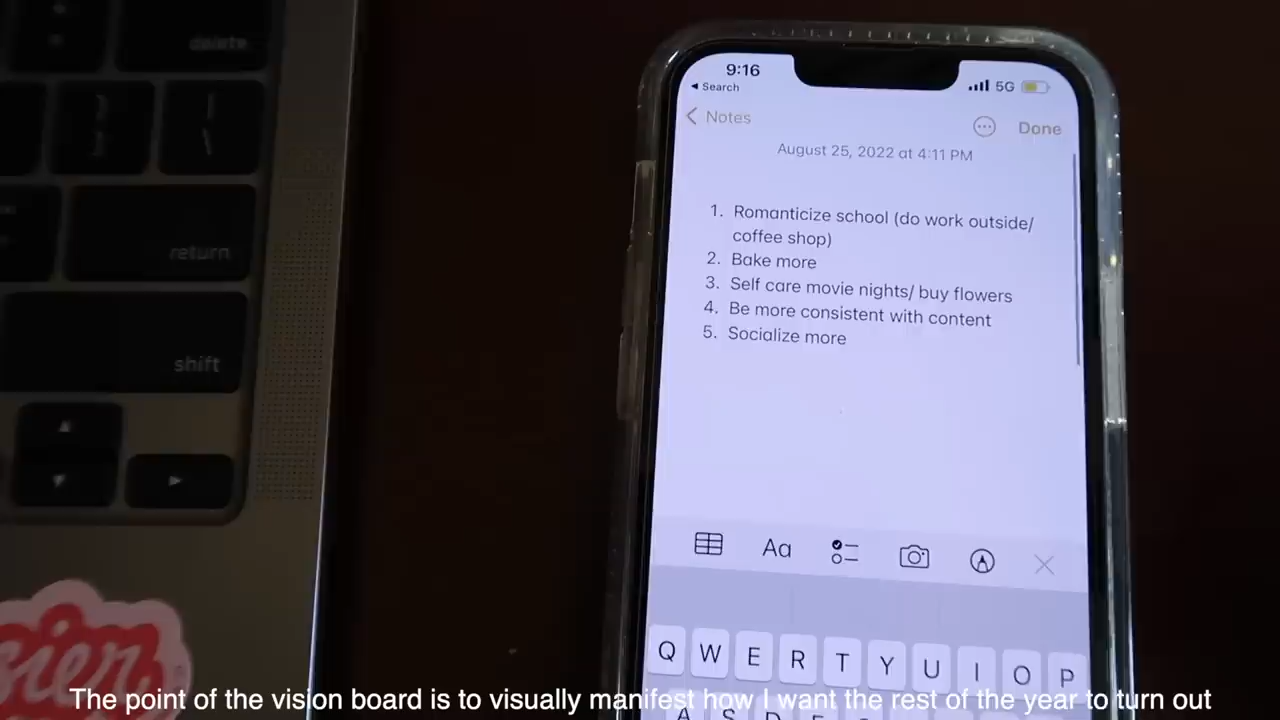 delete
return
shift
9:16
Search
5G
Notes
Done
August 25, 2022 at 4:11 PM
1. Romanticize school (do work outside/
coffee shop)
2. Bake more
3. Self care movie nights/ buy flowers
4. Be more consistent with content
5. Socialize more
Aa
Q W E R T Y U I O P
The point of the vision board is to visually manifest how I want the rest of the year to turn out